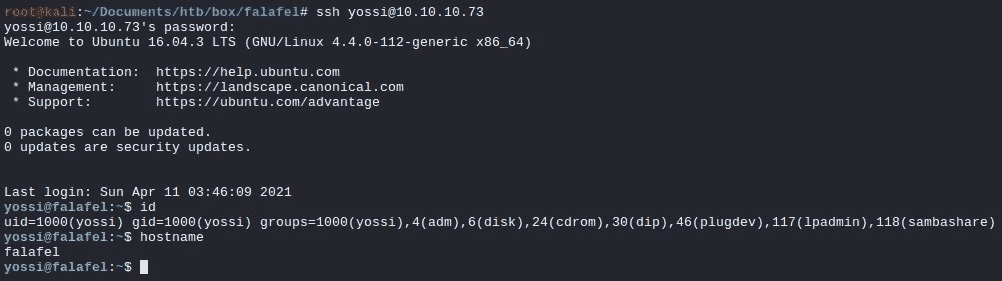 root@kali:~/Documents/htb/box/falafel# ssh yossi@10.10.10.73
yossi@10.10.10.73's password:
Welcome to Ubuntu 16.04.3 LTS (GNU/Linux 4.4.0-112-generic x86_64)
* Documentation:  https://help.ubuntu.com
* Management:     https://landscape.canonical.com
* Support:        https://ubuntu.com/advantage
0 packages can be updated.
0 updates are security updates.
Last login: Sun Apr 11 03:46:09 2021
yossi@falafel:~$ id
uid=1000(yossi) gid=1000(yossi) groups=1000(yossi),4(adm),6(disk),24(cdrom),30(dip),46(plugdev),117(lpadmin),118(sambashare)
yossi@falafel:~$ hostname
falafel
yossi@falafel:~$